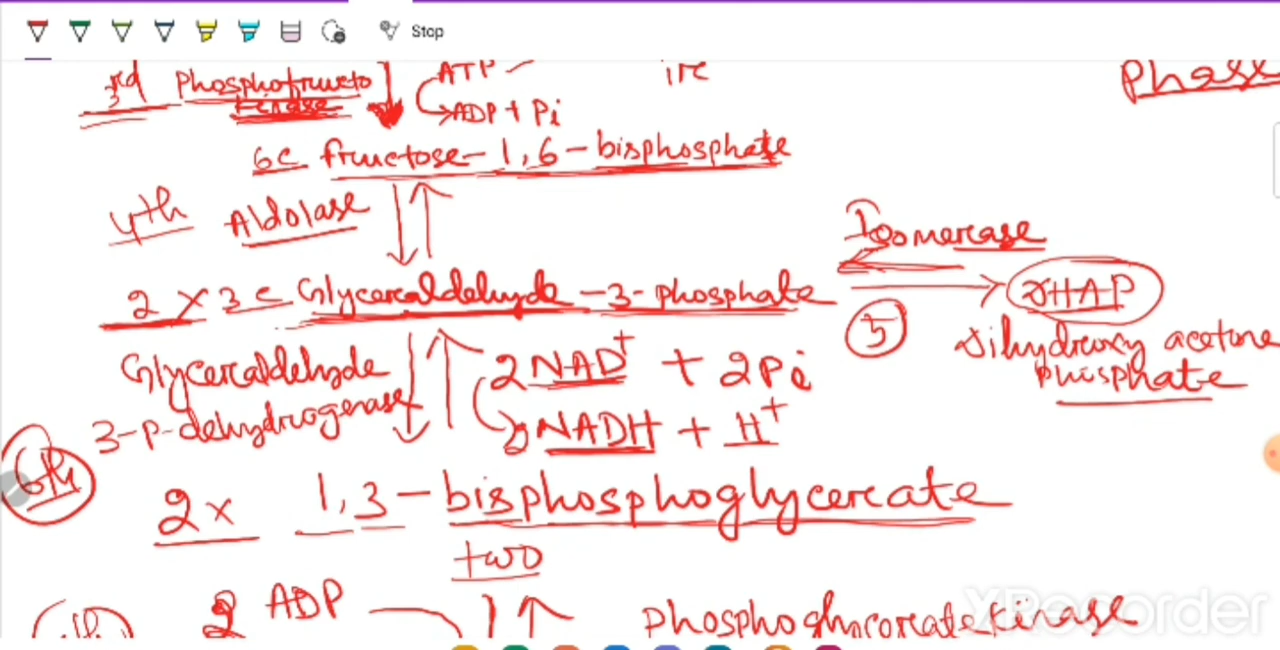 Stop
3rd Phosphofructo
kinase
ATP
irr
Phase
ADP + Pi
6c fructose-1,6-bisphosphate
4th Aldolase
Isomerase
2 x 3c Glyceraldehyde-3-phosphate
DHAP
5
Dihydroxy acetone
phosphate
Glyceraldehyde
3-p-dehydrogenase
2NAD+ + 2Pi
2NADH + H+
6th
2x 1,3-bisphosphoglycerate
two
2 ADP
Phosphoglycerate kinase
XRecorder